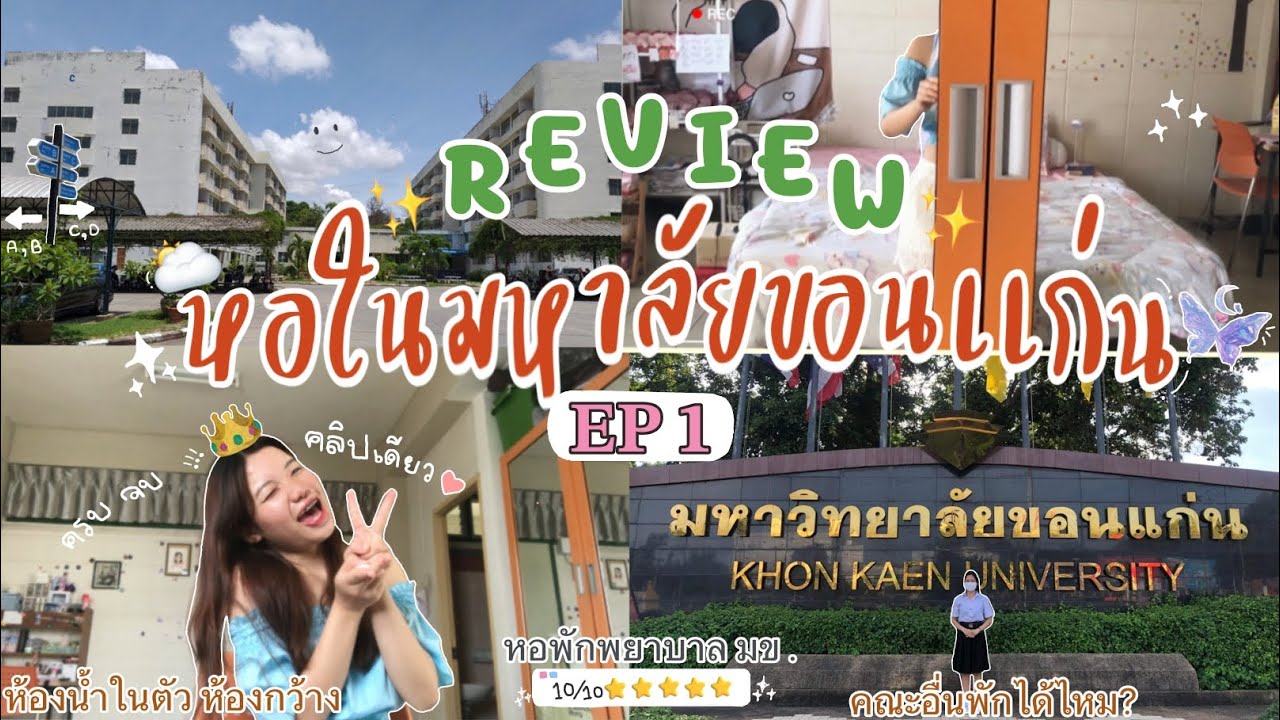 REC
C
REVIEW
A,B
C,D
หอในมหาลัยขอนแก่น
EP 1
ครบ จบ !!!
คลิปเดียว
มหาวิทยาลัยขอนแก่น
KHON KAEN UNIVERSITY
หอพักพยาบาล มข .
10/10
ห้องน้ำในตัว ห้องกว้าง
คณะอื่นพักได้ไหม?